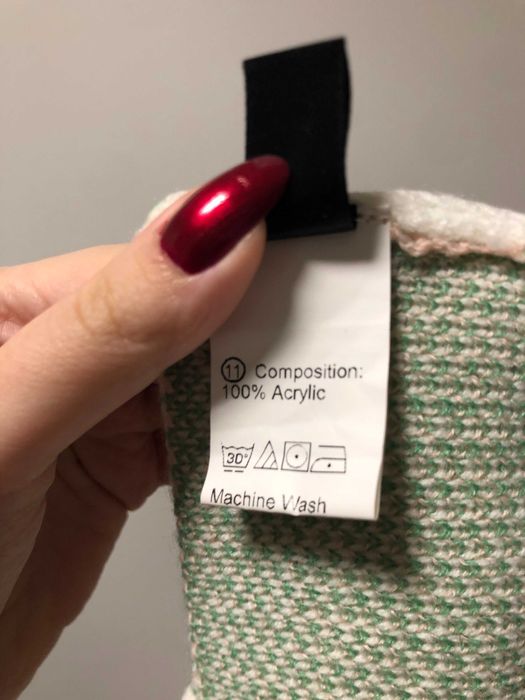 11 Composition:
100% Acrylic
30°
Machine Wash